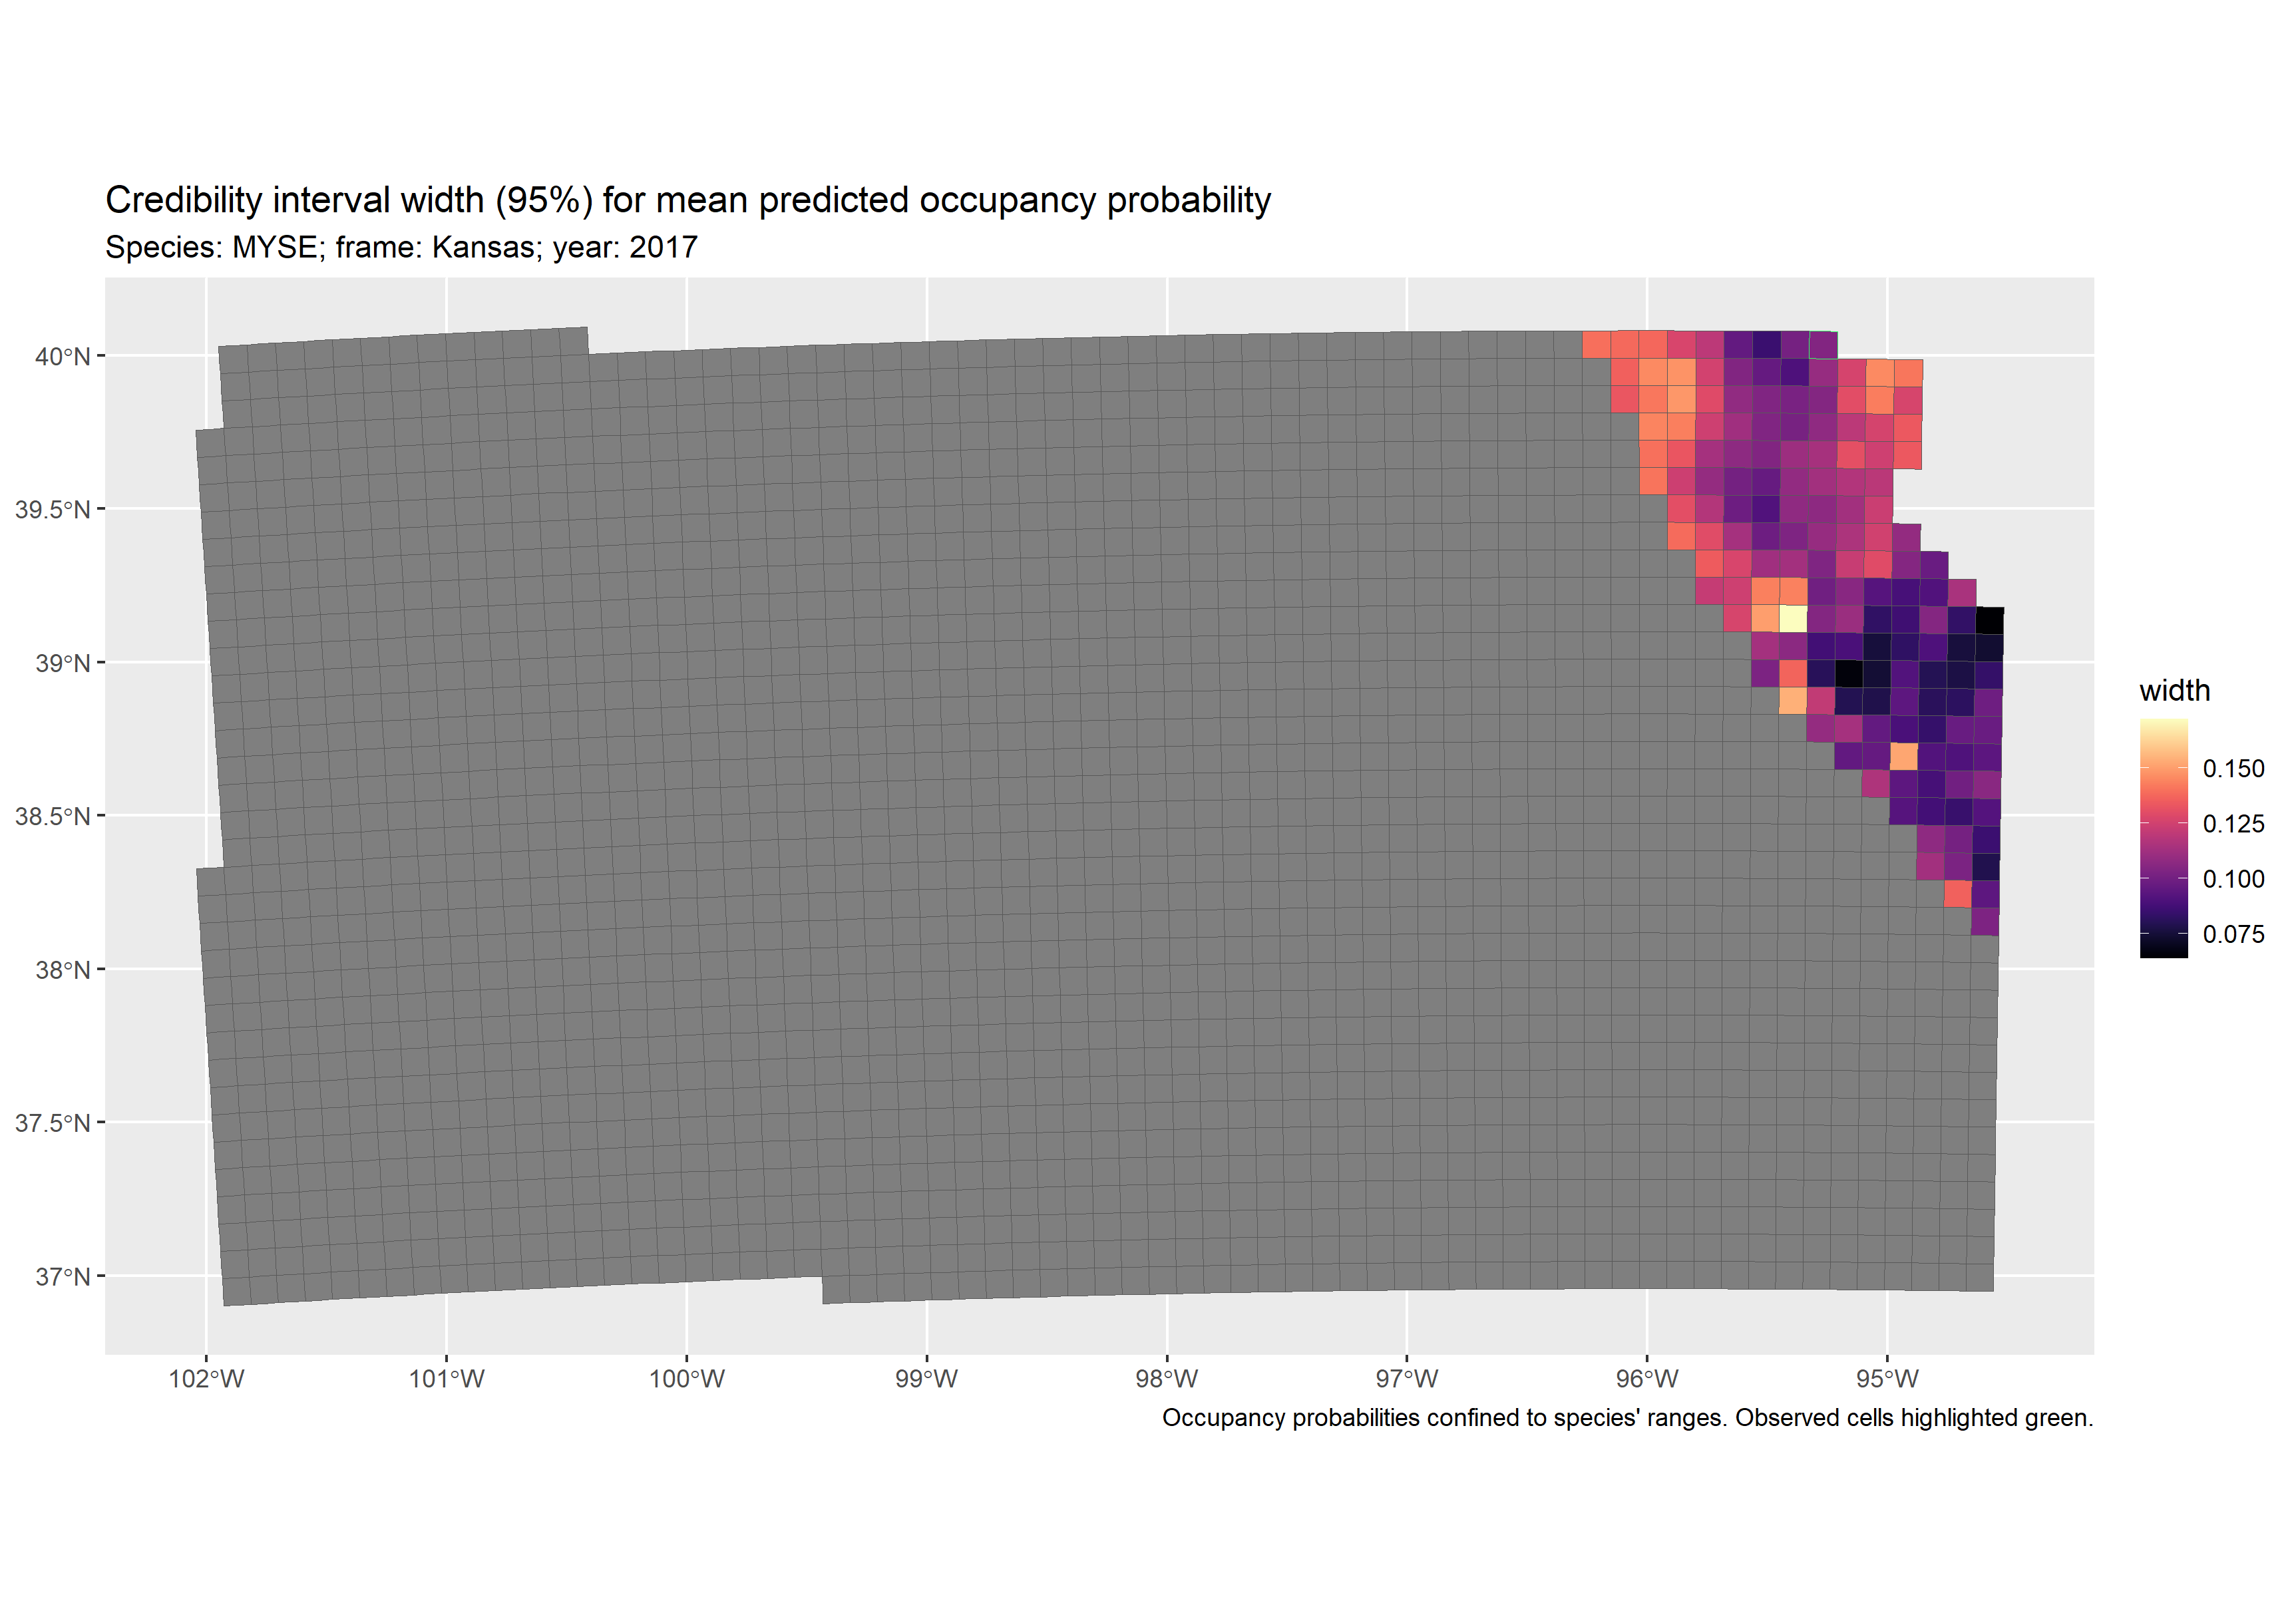 Credibility interval width (95%) for mean predicted occupancy probability
Species: MYSE; frame: Kansas; year: 2017
40°N
39.5°N
39°N
38.5°N
38°N
37.5°N
37°N
102°W 101°W 100°W 99°W 98°W 97°W 96°W 95°W
width
0.150
0.125
0.100
0.075
Occupancy probabilities confined to species' ranges. Observed cells highlighted green.